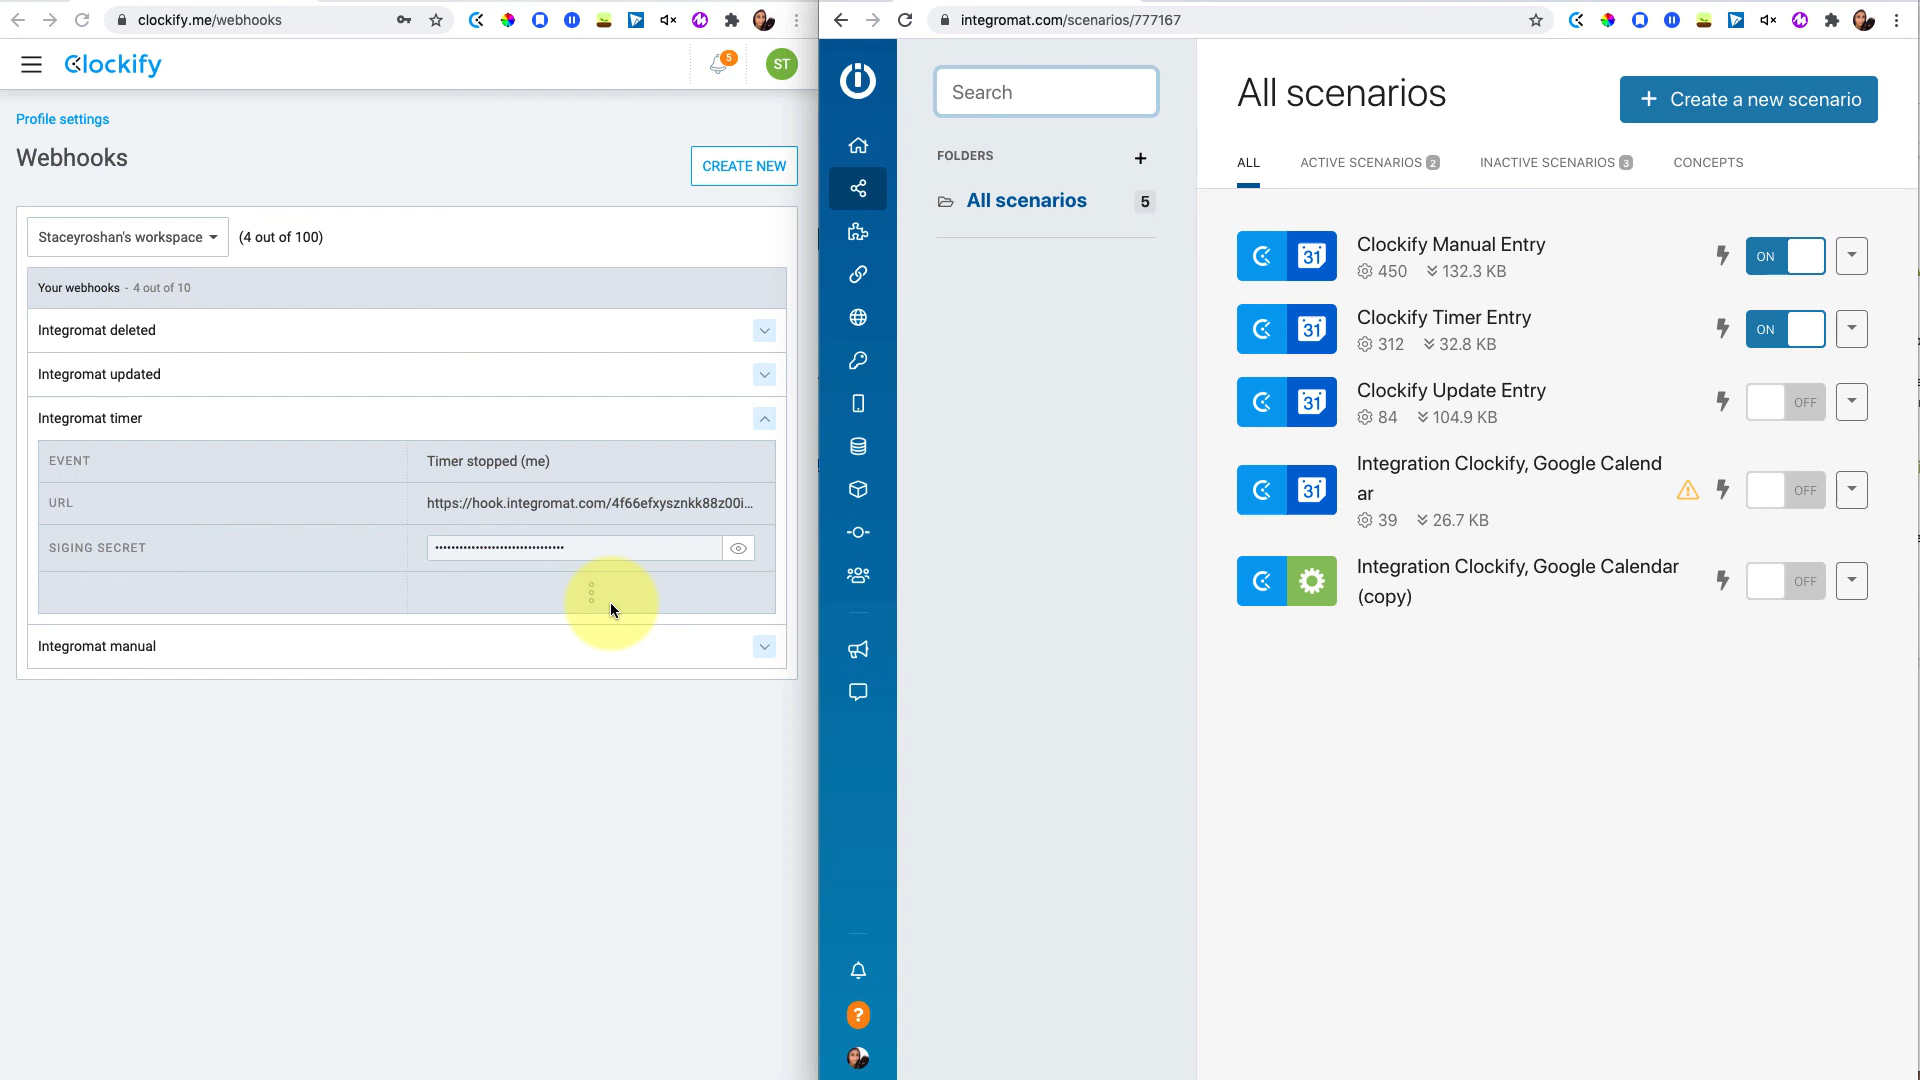 clockify.me/webhooks
Clockify
5
ST
Profile settings
Webhooks
CREATE NEW
Staceyroshan's workspace
(4 out of 100)
Your webhooks - 4 out of 10
Integromat deleted
Integromat updated
Integromat timer
EVENT
Timer stopped (me)
URL
https://hook.integromat.com/4f66efxysznkk88z00i...
SIGING SECRET
Integromat manual
integromat.com/scenarios/777167
Search
FOLDERS
+
All scenarios
5
?
All scenarios
+ Create a new scenario
ALL
ACTIVE SCENARIOS 2
INACTIVE SCENARIOS 3
CONCEPTS
31
Clockify Manual Entry
450
132.3 KB
ON
31
Clockify Timer Entry
312
32.8 KB
ON
31
Clockify Update Entry
84
104.9 KB
OFF
31
Integration Clockify, Google Calend
ar
39
26.7 KB
OFF
Integration Clockify, Google Calendar
(copy)
OFF